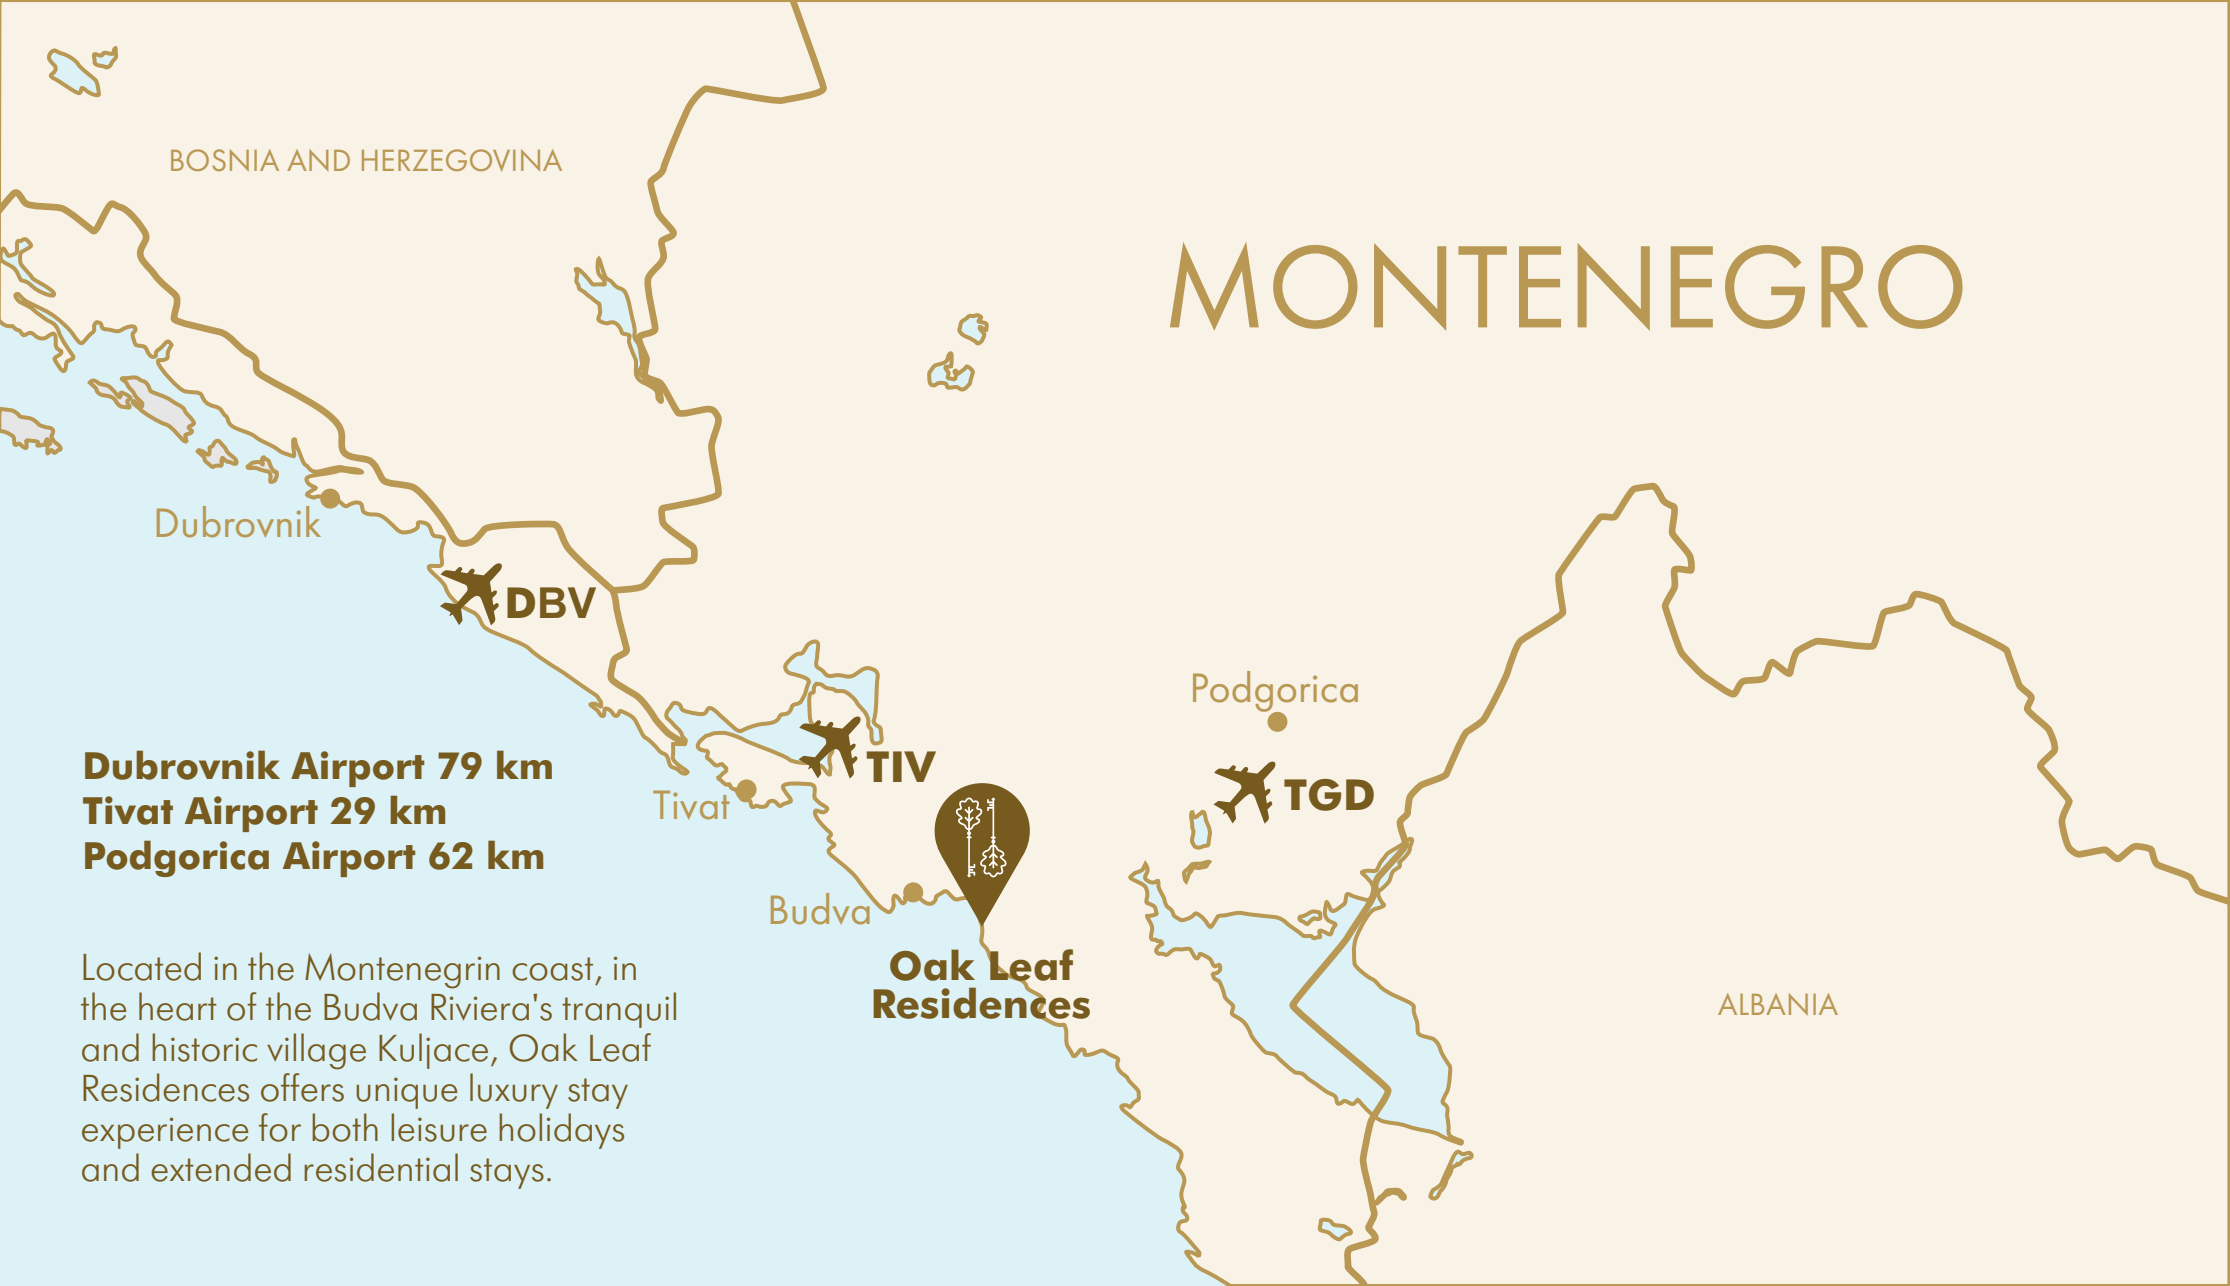 BOSNIA AND HERZEGOVINA
MONTENEGRO
Dubrovnik
DBV
Podgorica
TIV
TGD
Tivat
Budva
Dubrovnik Airport 79 km
Tivat Airport 29 km
Podgorica Airport 62 km
Oak Leaf
Residences
ALBANIA
Located in the Montenegrin coast, in
the heart of the Budva Riviera's tranquil
and historic village Kuljace, Oak Leaf
Residences offers unique luxury stay
experience for both leisure holidays
and extended residential stays.